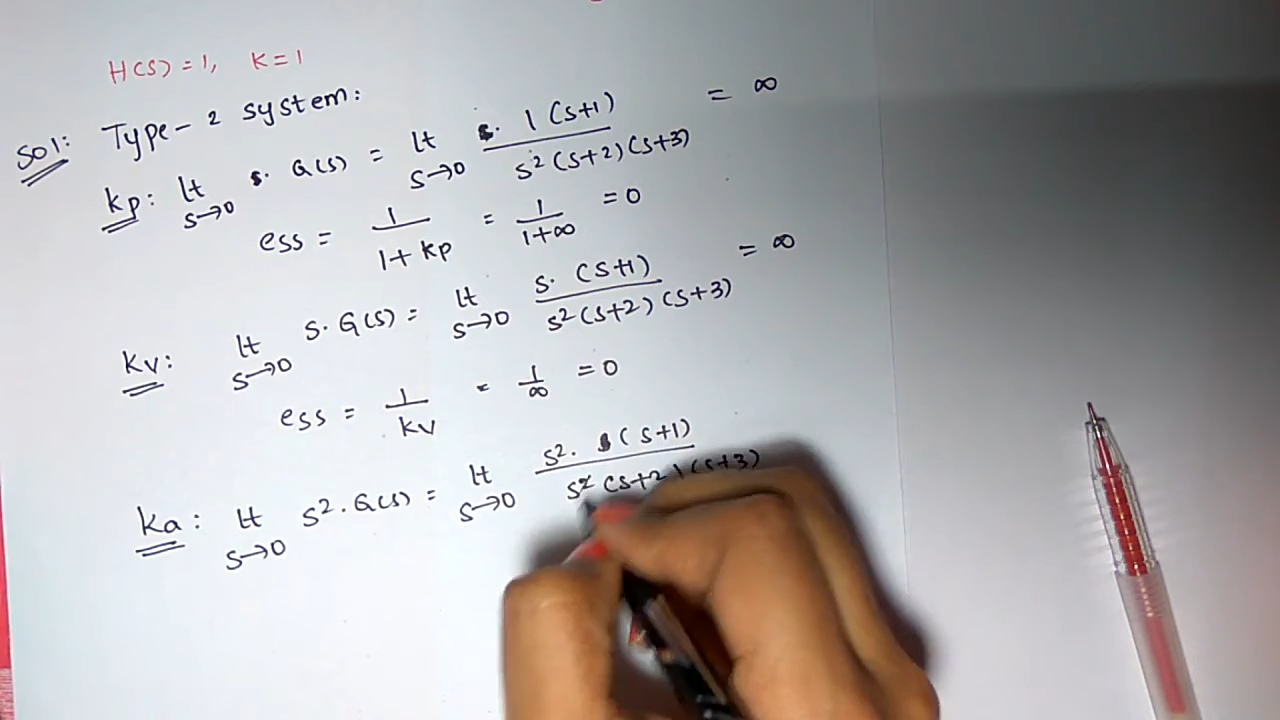 H(S) = 1, K = 1
Sol: Type - 2 system:
kp: lt s→0 G(s) = lt s→0 1(s+1) / s²(s+2)(s+3) = ∞
ess = 1 / 1+kp = 1 / 1+∞ = 0
kv: lt s→0 s. G(s) = lt s→0 s. (s+1) / s²(s+2)(s+3) = ∞
ess = 1 / kv = 1 / ∞ = 0
ka: lt s→0 s². G(s) = lt s→0 s². (s+1) / s²(s+2)(s+3)